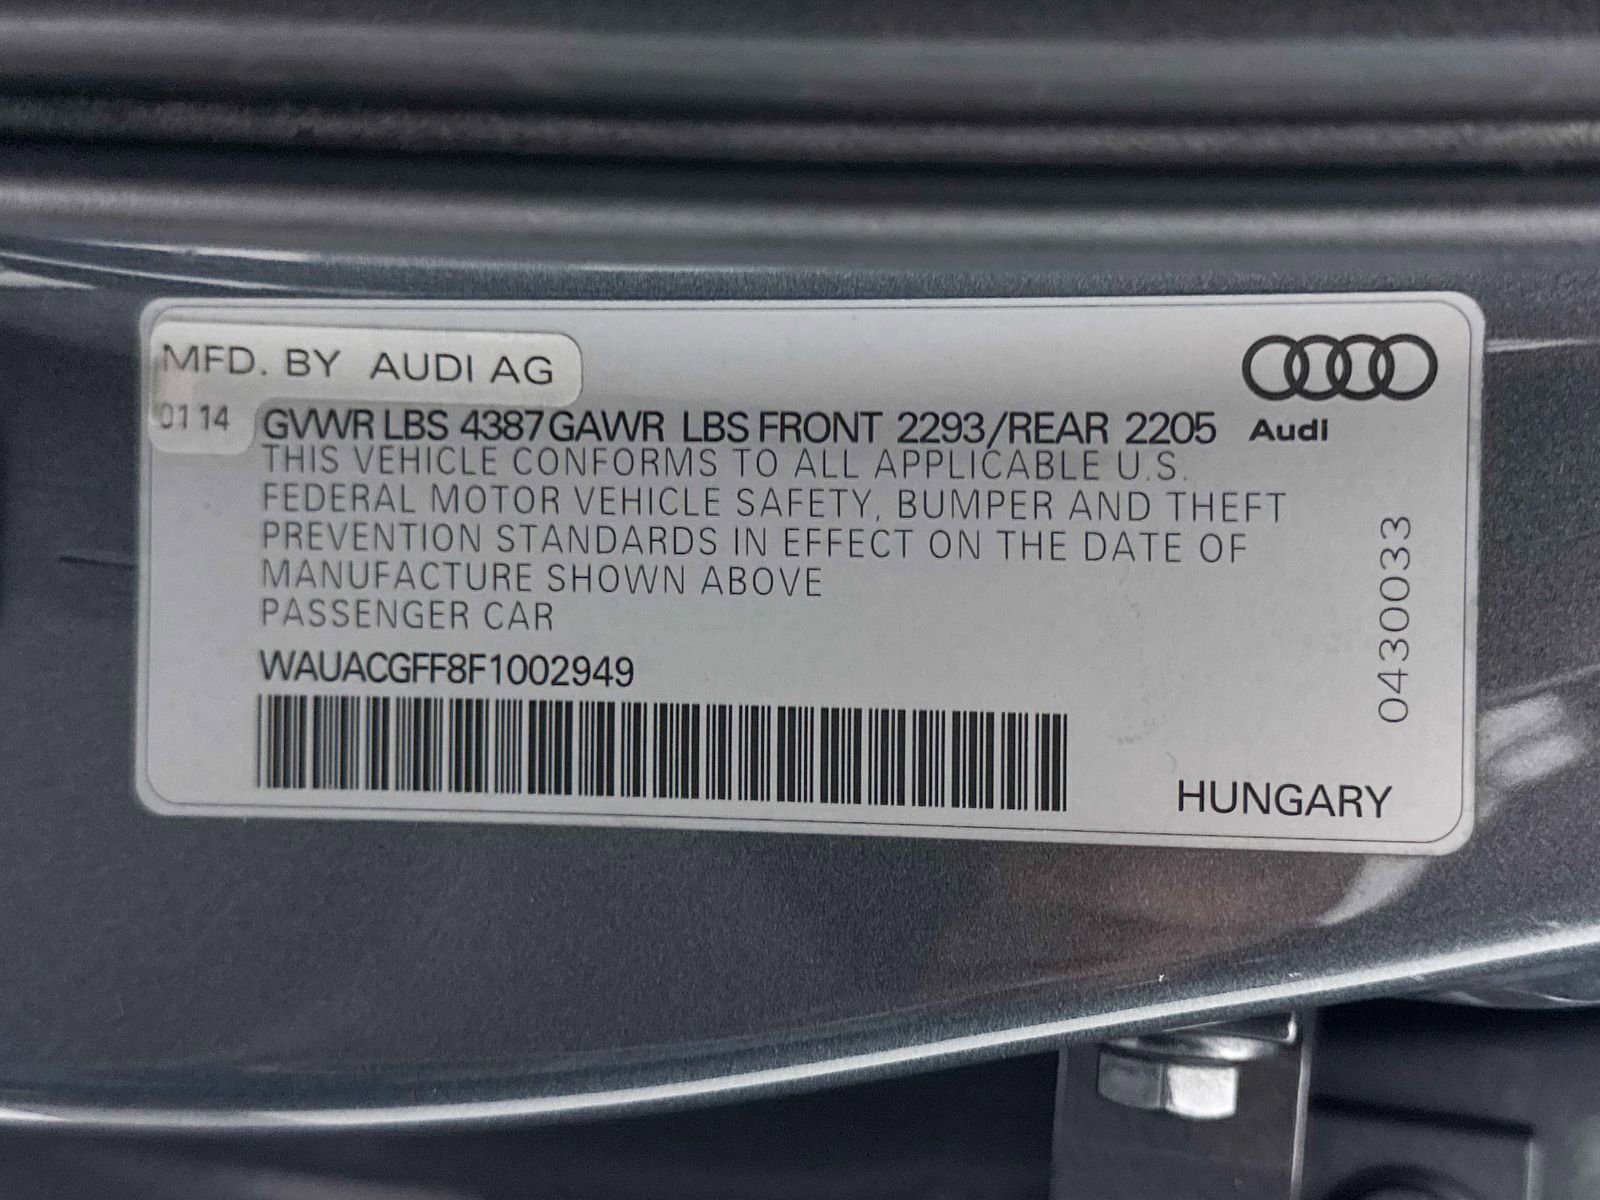 MFD. BY AUDI AG
01 14
GVWR LBS 4387 GAWR LBS FRONT 2293/REAR 2205
Audi
THIS VEHICLE CONFORMS TO ALL APPLICABLE U.S.
FEDERAL MOTOR VEHICLE SAFETY, BUMPER AND THEFT
PREVENTION STANDARDS IN EFFECT ON THE DATE OF
MANUFACTURE SHOWN ABOVE
PASSENGER CAR
WAUACGFF8F1002949
0430033
HUNGARY